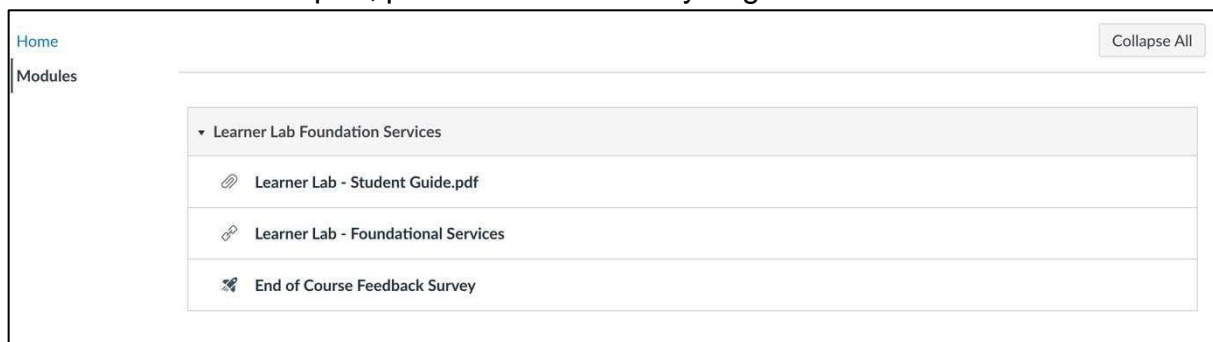 Home
Collapse All
Modules
Learner Lab Foundation Services
Learner Lab - Student Guide.pdf
Learner Lab - Foundational Services
End of Course Feedback Survey